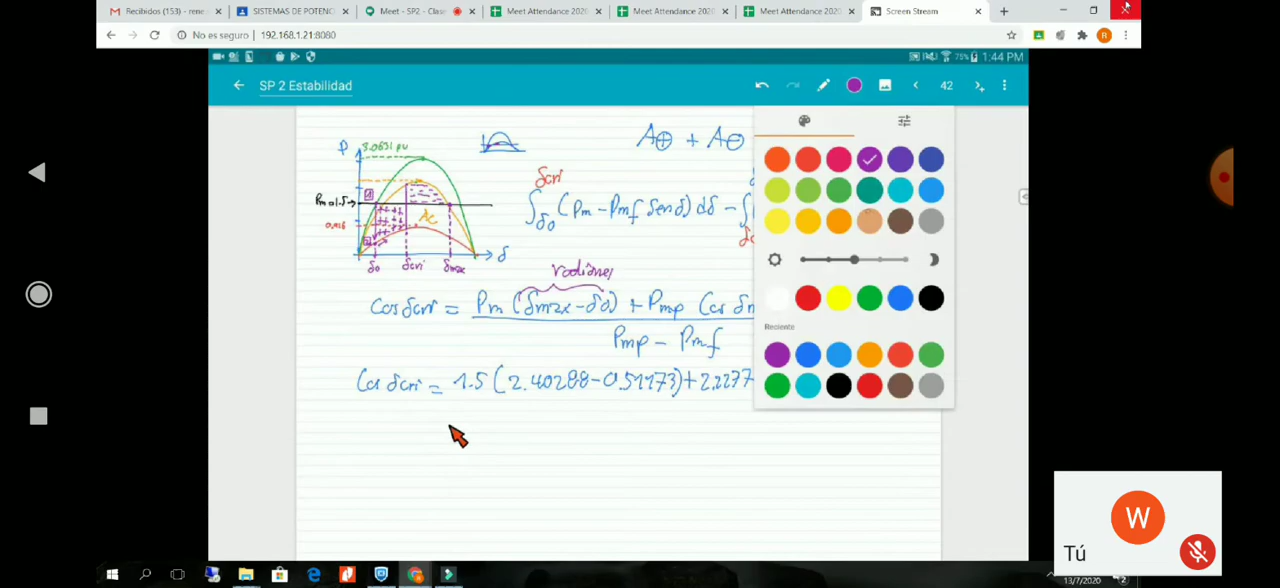 Recibidos (153) - rene
SISTEMAS DE POTENC
Meet - SP2 - Clase
Meet Attendance 2020
Meet Attendance 2020
Meet Attendance 2020
Screen Stream
No es seguro | 192.168.1.21:8080
R
75% 1:44 PM
SP 2 Estabilidad
42
P
3.0631 pu
A⊕ + A⊖
δcri
Pm=1.5
A1
Ac
∫δ0 (Pm - Pmf Sen δ) dδ -
δ
δ0 δcri δmax
radianes
Cos δcri = Pm (δmax - δ0) + Pmp (Cos δm
Pmp - Pmf
Cos δcri = 1.5 (2.40288 - 0.51173) + 2.2277
Reciente
W
Tú
13/7/2020
2